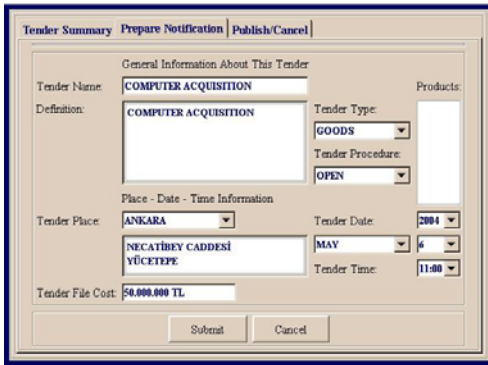 Tender Summary Prepare Notification Publish/Cancel
General Information About This Tender
Tender Name: COMPUTER ACQUISITION Products:
Definition: COMPUTER ACQUISITION Tender Type:
GOODS
Tender Procedure:
OPEN
Place - Date - Time Information
Tender Place: ANKARA Tender Date: 2004
NECATİBEY CADDESİ MAY 6
YÜCETEPE Tender Time: 11:00
Tender File Cost: 50.000.000 TL
Submit Cancel